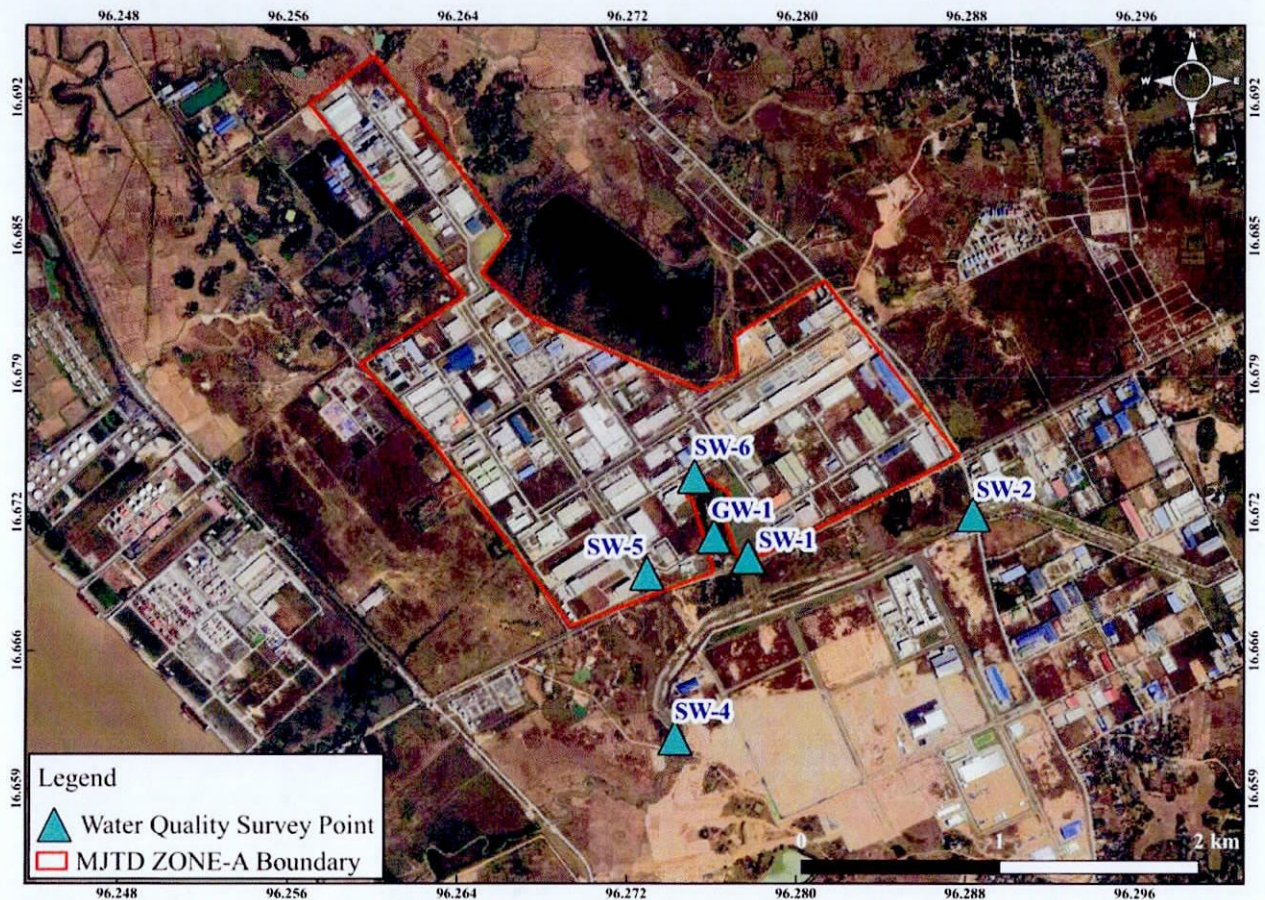 96.248 96.256 96.264 96.272 96.280 96.288 96.296
N
W E
16.692 16.692
16.685 16.685
16.679 16.679
SW-6
SW-2
16.672 16.672
GW-1
SW-5 SW-1
16.666 16.666
SW-4
16.659 16.659
Legend
Water Quality Survey Point
MJTD ZONE-A Boundary
0 1 2 km
96.248 96.256 96.264 96.272 96.280 96.288 96.296